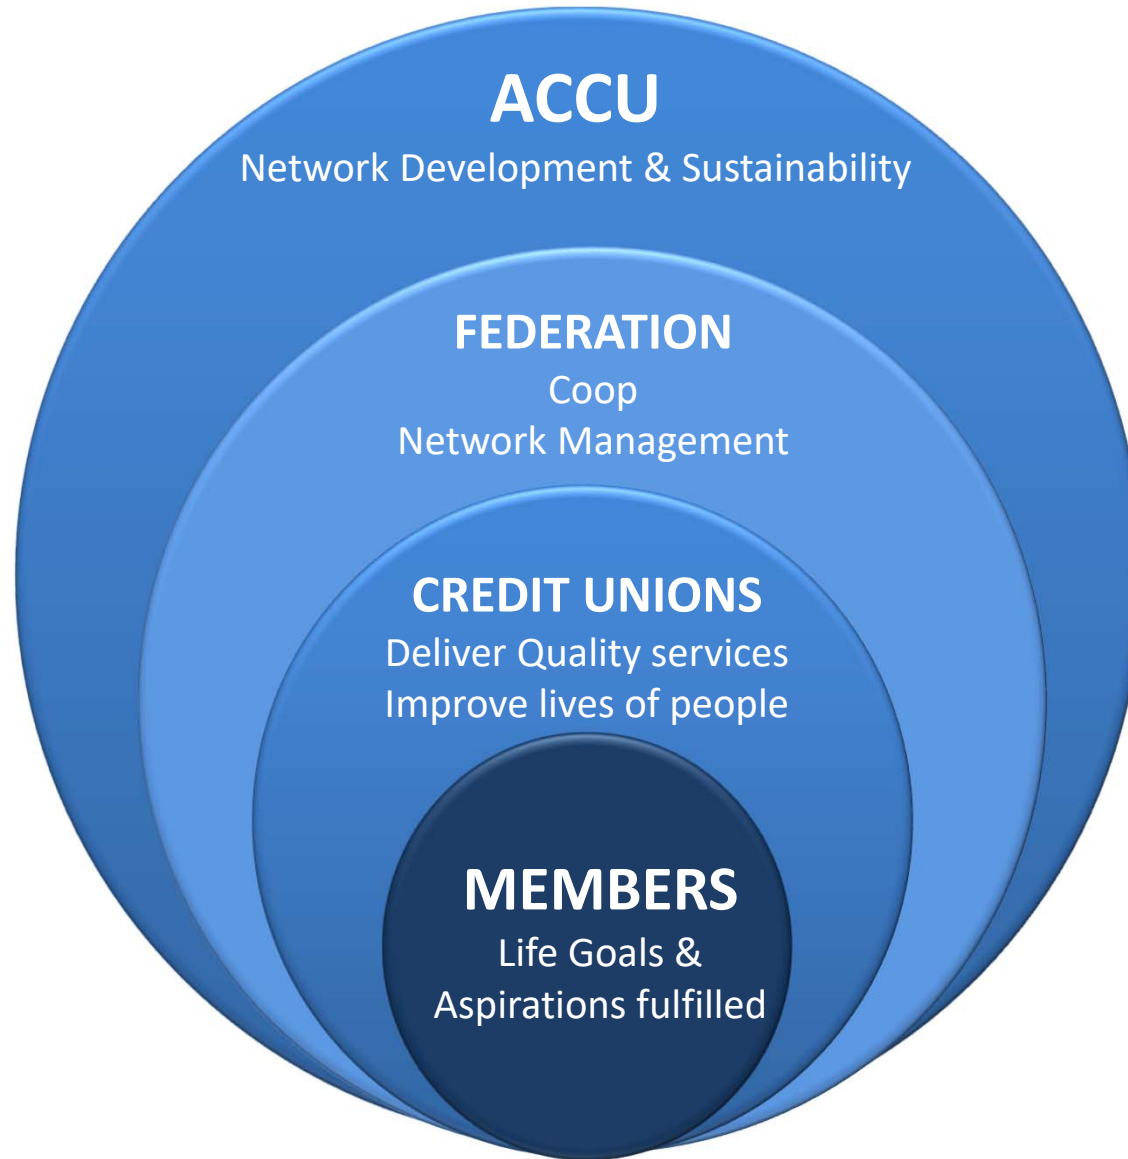 ACCU
Network Development & Sustainability
FEDERATION
Coop
Network Management
CREDIT UNIONS
Deliver Quality services
Improve lives of people
MEMBERS
Life Goals &
Aspirations fulfilled